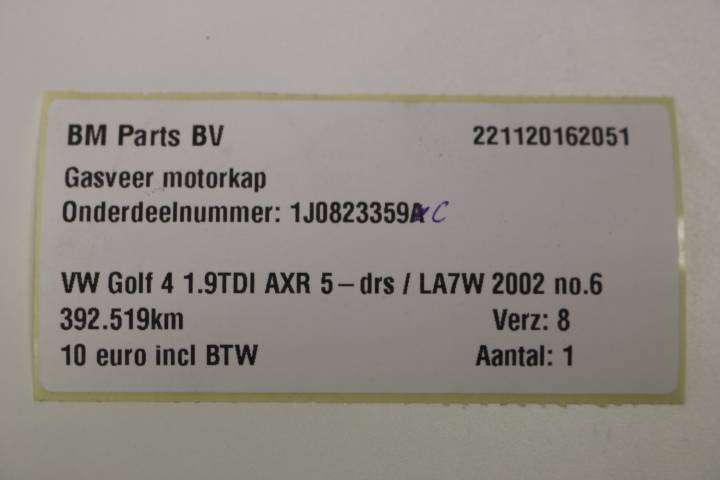 BM Parts BV 221120162051
Gasveer motorkap
Onderdeelnummer: 1J0823359A C
VW Golf 4 1.9TDI AXR 5-drs / LA7W 2002 no.6
392.519km Verz: 8
10 euro incl BTW Aantal: 1